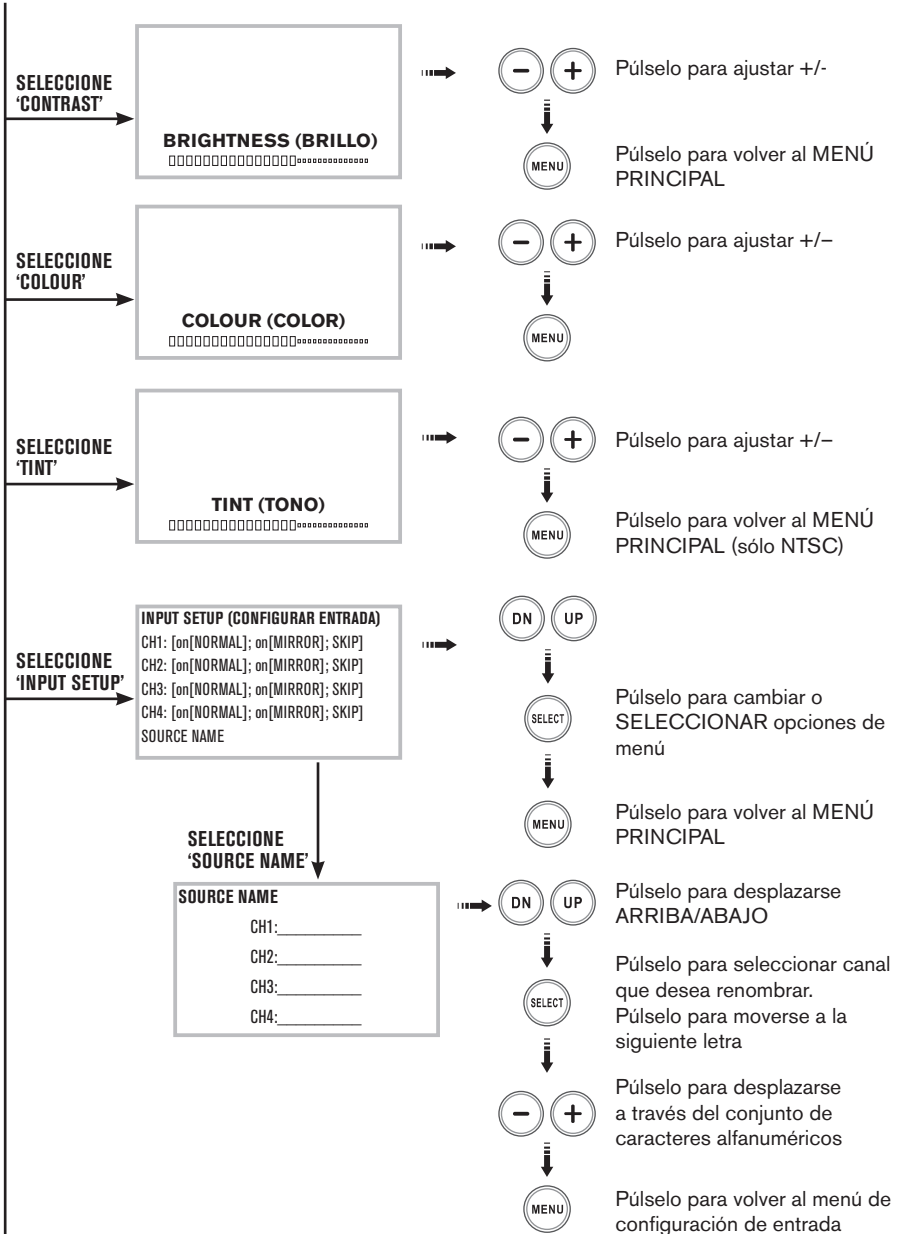 SELECCIONE
‘CONTRAST’
BRIGHTNESS (BRILLO)
- +
Púlselo para ajustar +/-
MENU
Púlselo para volver al MENÚ
PRINCIPAL
SELECCIONE
‘COLOUR’
COLOUR (COLOR)
- +
Púlselo para ajustar +/–
MENU
SELECCIONE
‘TINT’
TINT (TONO)
- +
Púlselo para ajustar +/–
MENU
Púlselo para volver al MENÚ
PRINCIPAL (sólo NTSC)
SELECCIONE
‘INPUT SETUP’
INPUT SETUP (CONFIGURAR ENTRADA)
CH1: [on[NORMAL]; on[MIRROR]; SKIP]
CH2: [on[NORMAL]; on[MIRROR]; SKIP]
CH3: [on[NORMAL]; on[MIRROR]; SKIP]
CH4: [on[NORMAL]; on[MIRROR]; SKIP]
SOURCE NAME
DN UP
SELECT
Púlselo para cambiar o
SELECCIONAR opciones de
menú
MENU
Púlselo para volver al MENÚ
PRINCIPAL
SELECCIONE
‘SOURCE NAME’
SOURCE NAME
CH1:___________
CH2:___________
CH3:___________
CH4:___________
DN UP
Púlselo para desplazarse
ARRIBA/ABAJO
SELECT
Púlselo para seleccionar canal
que desea renombrar.
Púlselo para moverse a la
siguiente letra
- +
Púlselo para desplazarse
a través del conjunto de
caracteres alfanuméricos
MENU
Púlselo para volver al menú de
configuración de entrada